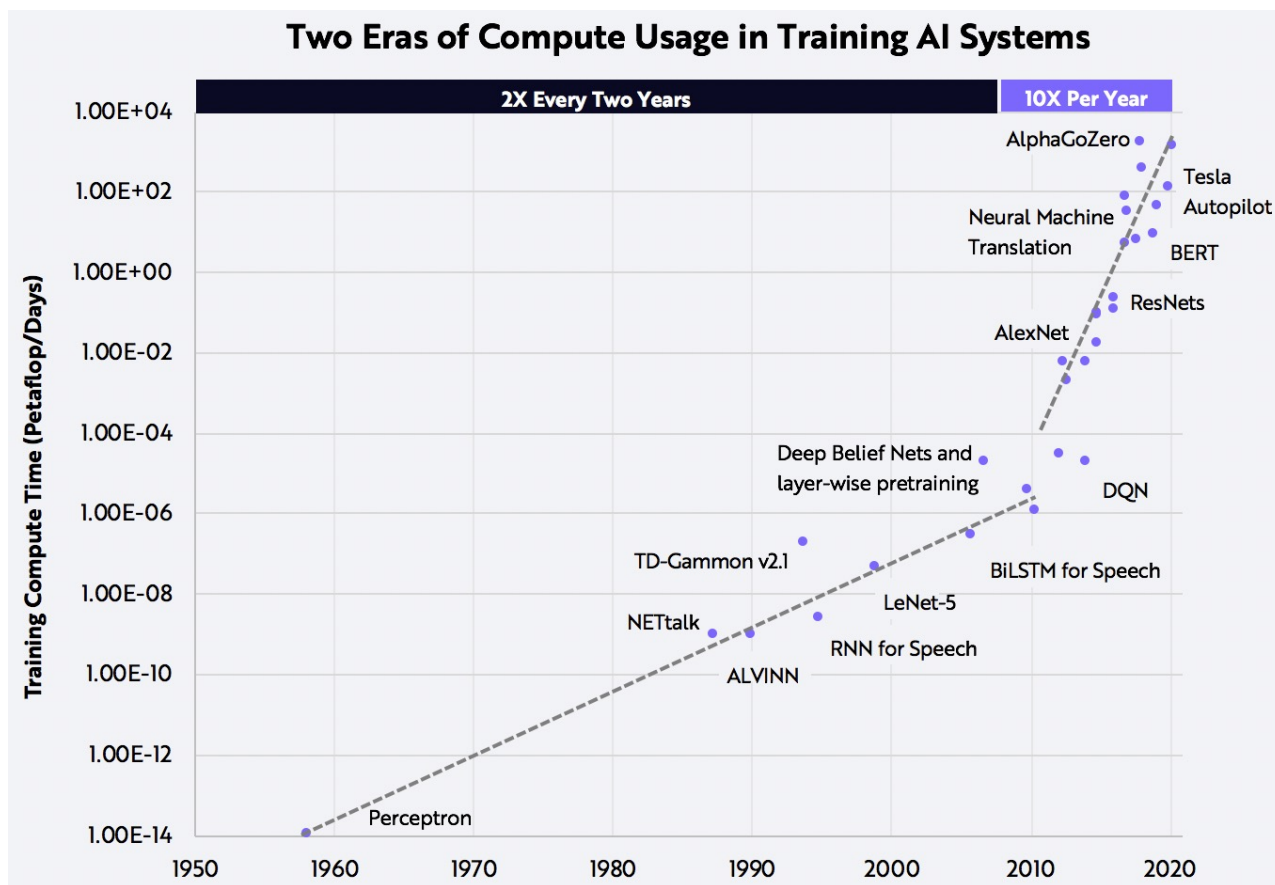 Two Eras of Compute Usage in Training AI Systems
2X Every Two Years
10X Per Year
Training Compute Time (Petaflop/Days)
1.00E+04
1.00E+02
1.00E+00
1.00E-02
1.00E-04
1.00E-06
1.00E-08
1.00E-10
1.00E-12
1.00E-14
AlphaGoZero
Tesla
Autopilot
Neural Machine
Translation
BERT
ResNets
AlexNet
Deep Belief Nets and
layer-wise pretraining
DQN
TD-Gammon v2.1
BiLSTM for Speech
LeNet-5
NETtalk
RNN for Speech
ALVINN
Perceptron
1950
1960
1970
1980
1990
2000
2010
2020